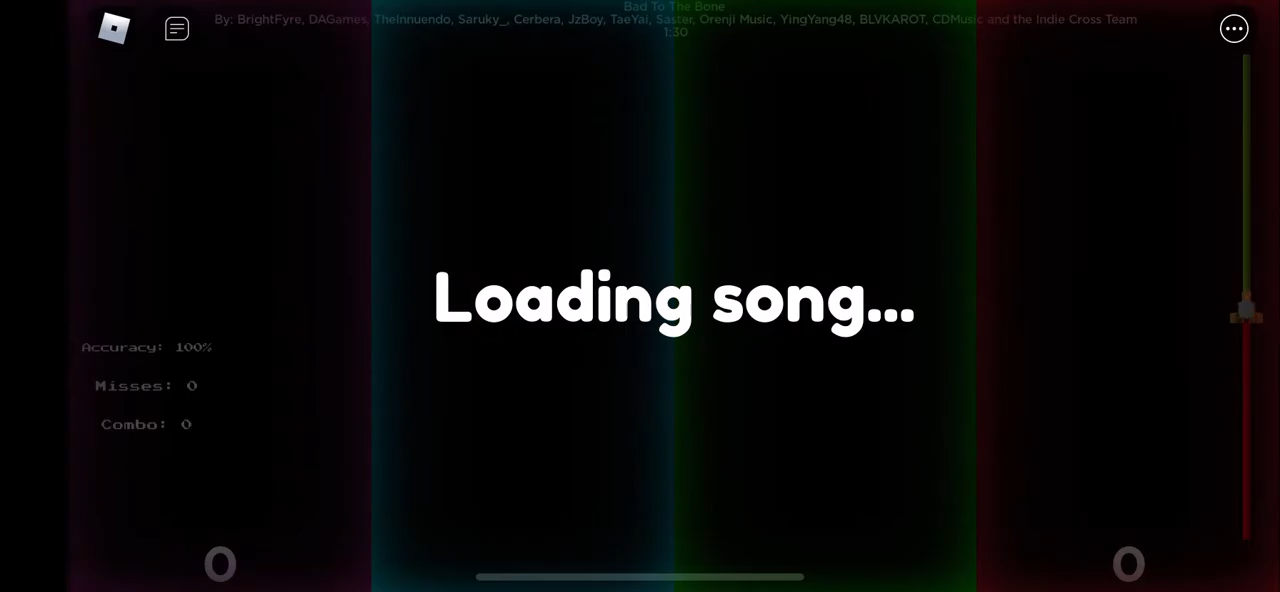 Bad To The Bone
By: BrightFyre, DAGames, TheInnuendo, Saruky_, Cerbera, JzBoy, TaeYai, Saster, Orenji Music, YingYang48, BLVKAROT, CDMusic and the Indie Cross Team
1:30
Loading song...
Accuracy: 100%
Misses: 0
Combo: 0
0
0